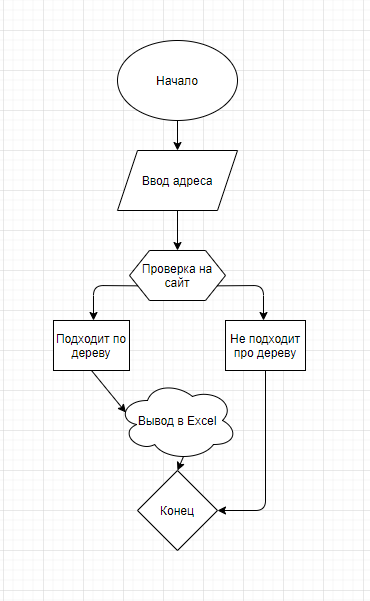 Начало
Ввод адреса
Проверка на
сайт
Подходит по
дереву
Не подходит
про дереву
Вывод в Excel
Конец